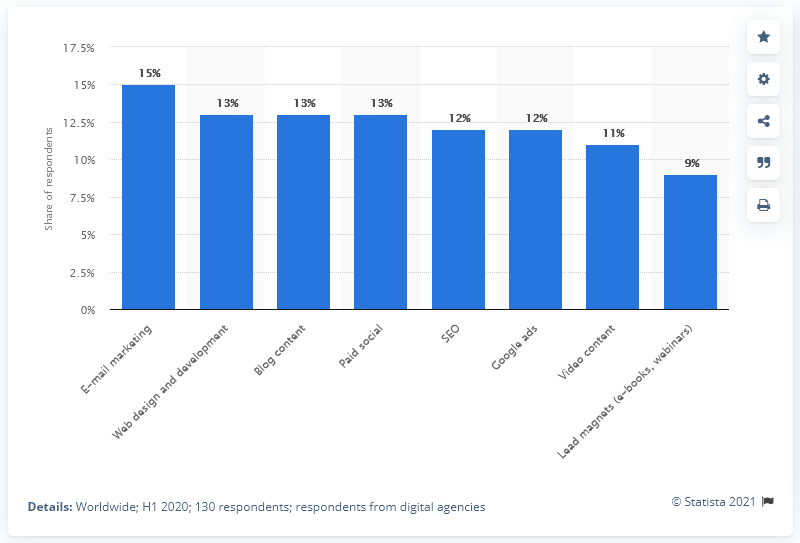 17.5%
15%
12.5%
10%
7.5%
5%
2.5%
0%
Share of respondents
15%
13%
13%
13%
12%
12%
11%
9%
E-mail marketing
Web design and development
Blog content
Paid social
SEO
Google ads
Video content
Lead magnets (e-books, webinars)
© Statista 2021
Details: Worldwide; H1 2020; 130 respondents; respondents from digital agencies